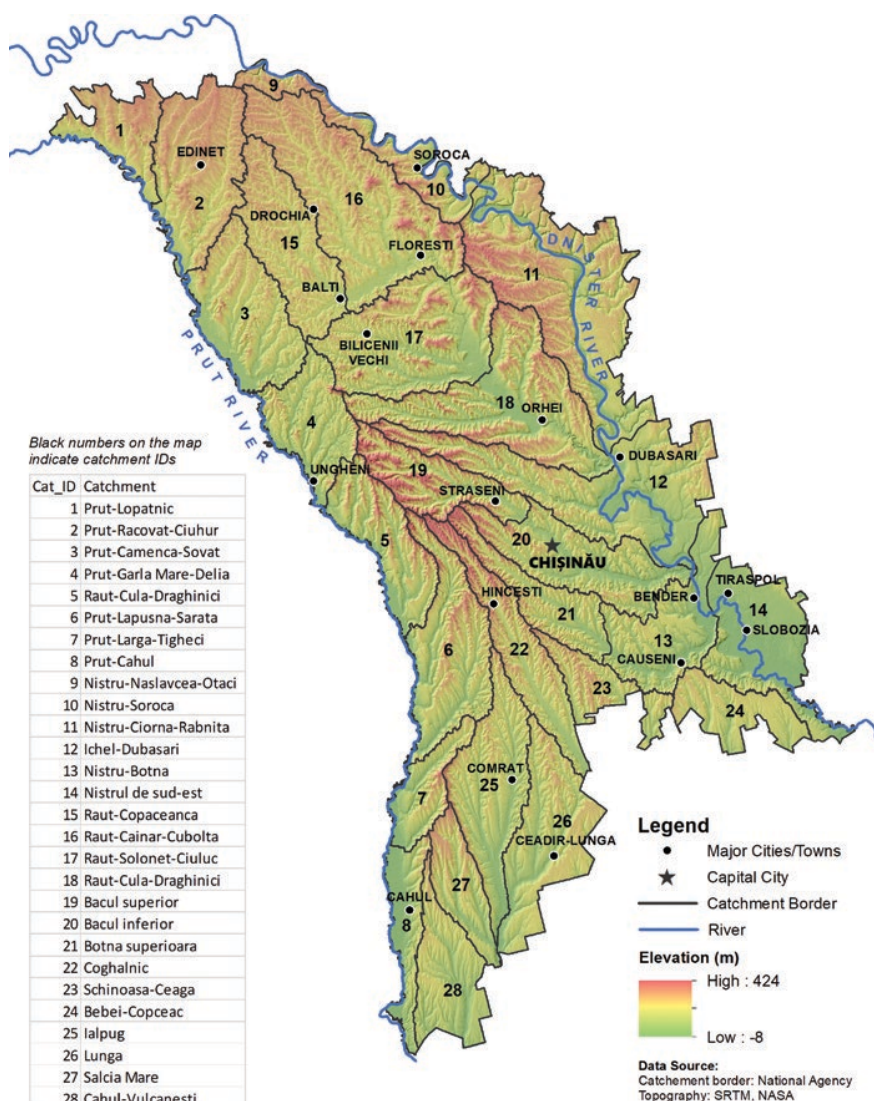 9
1
EDINET
SOROCA
10
2
16
DROCHIA
15
FLORESTI
DNISTER RIVER
11
BALTI
3
BILICENII
VECHI
17
PRUT RIVER
4
18
ORHEI
Black numbers on the map
indicate catchment IDs
UNGHENI
19
DUBASARI
12
STRASENI
5
20
CHIȘINĂU
TIRASPOL
HINCESTI
BENDER
14
SLOBOZIA
21
13
6
22
CAUSENI
23
24
COMRAT
25
7
26
CEADIR-LUNGA
27
CAHUL
8
28
Cat_ID Catchment
1 Prut-Lopatnic
2 Prut-Racovat-Ciuhur
3 Prut-Camenca-Sovat
4 Prut-Garla Mare-Delia
5 Raut-Cula-Draghinici
6 Prut-Lapusna-Sarata
7 Prut-Larga-Tigheci
8 Prut-Cahul
9 Nistru-Naslavcea-Otaci
10 Nistru-Soroca
11 Nistru-Ciorna-Rabnita
12 Ichel-Dubasari
13 Nistru-Botna
14 Nistrul de sud-est
15 Raut-Copaceanca
16 Raut-Cainar-Cubolta
17 Raut-Solonet-Ciuluc
18 Raut-Cula-Draghinici
19 Bacul superior
20 Bacul inferior
21 Botna superioara
22 Coghalnic
23 Schinoasa-Ceaga
24 Bebei-Copceac
25 Ialpug
26 Lunga
27 Salcia Mare
28 Cahul-Vulcanesti
Legend
Major Cities/Towns
Capital City
Catchment Border
River
Elevation (m)
High : 424
Low : -8
Data Source:
Catchement border: National Agency
Topography: SRTM, NASA